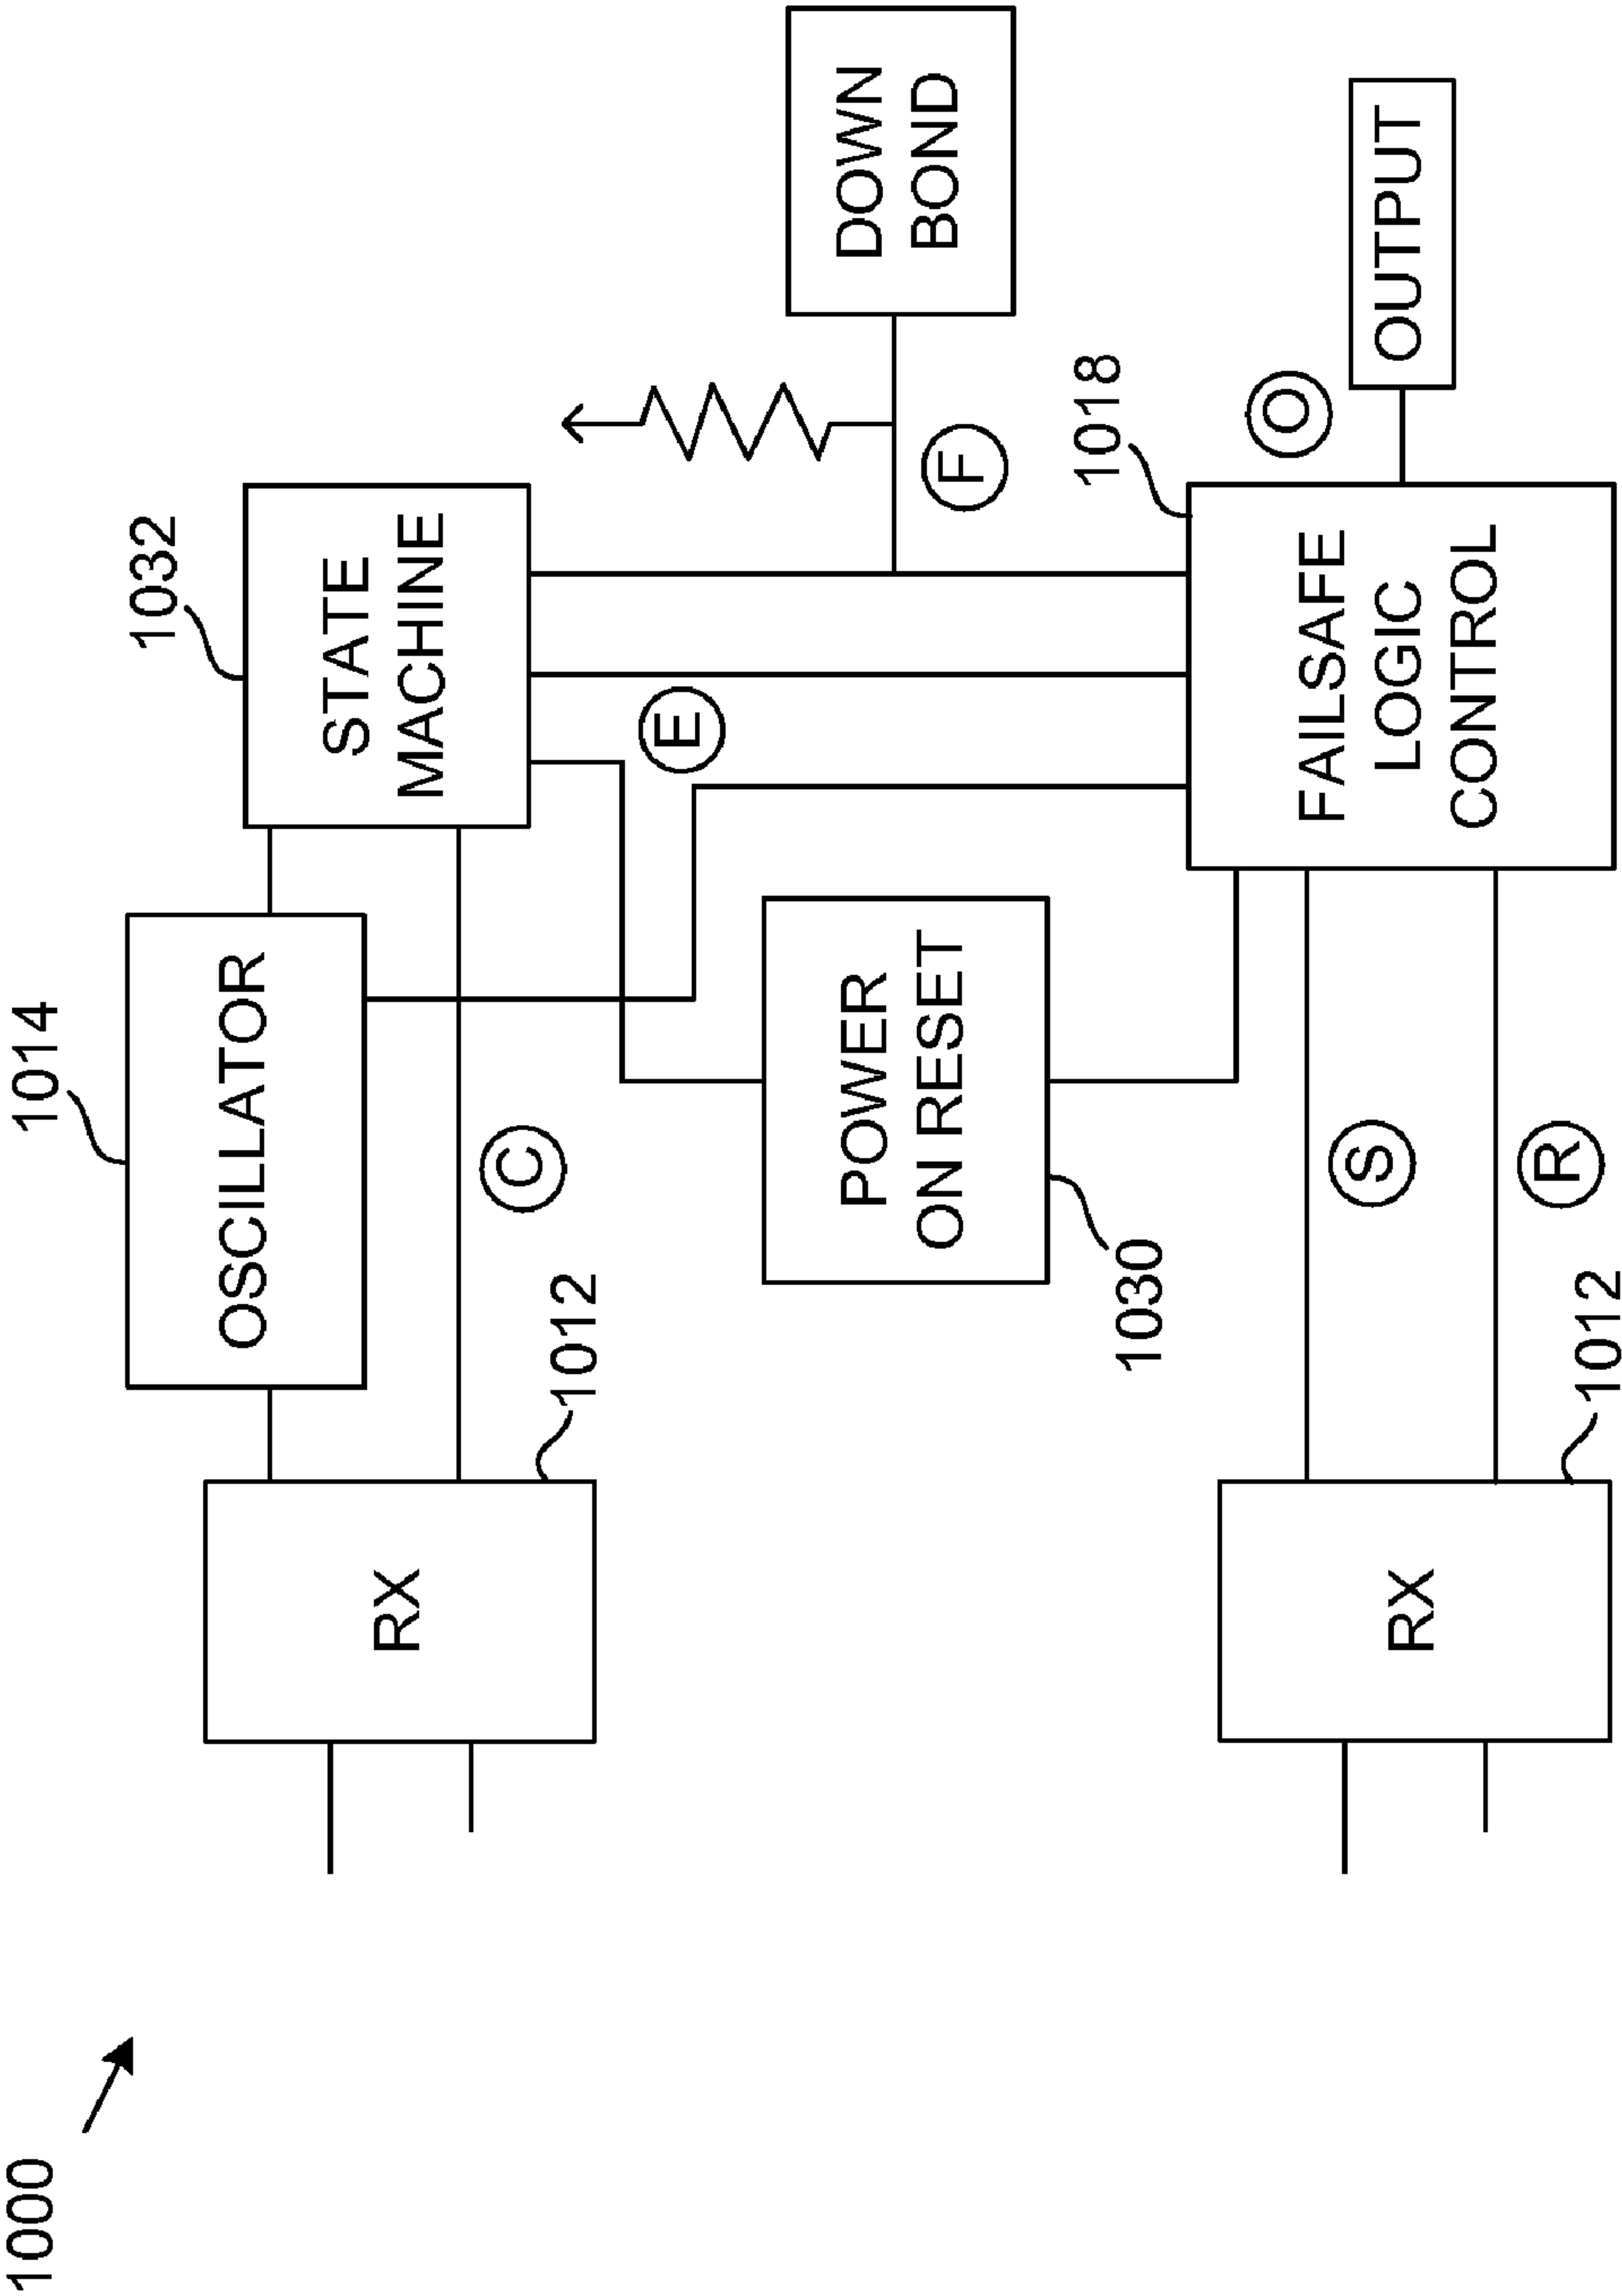 1000
1014
OSCILLATOR
1032
STATE
MACHINE
RX
1012
C
E
F
DOWN
BOND
POWER
ON RESET
1030
1018
FAILSAFE
LOGIC
CONTROL
O
OUTPUT
RX
1012
S
R